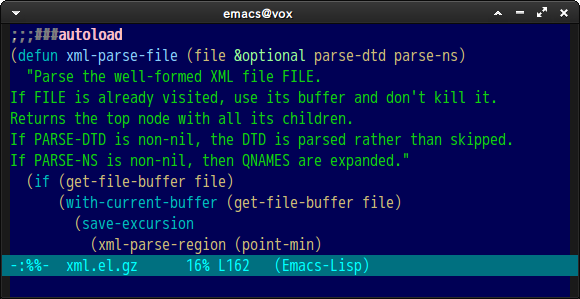 emacs@vox
;;;###autoload
(defun xml-parse-file (file &optional parse-dtd parse-ns)
  "Parse the well-formed XML file FILE.
If FILE is already visited, use its buffer and don't kill it.
Returns the top node with all its children.
If PARSE-DTD is non-nil, the DTD is parsed rather than skipped.
If PARSE-NS is non-nil, then QNAMES are expanded."
  (if (get-file-buffer file)
      (with-current-buffer (get-file-buffer file)
        (save-excursion
          (xml-parse-region (point-min)
-:%%-  xml.el.gz      16% L162   (Emacs-Lisp)